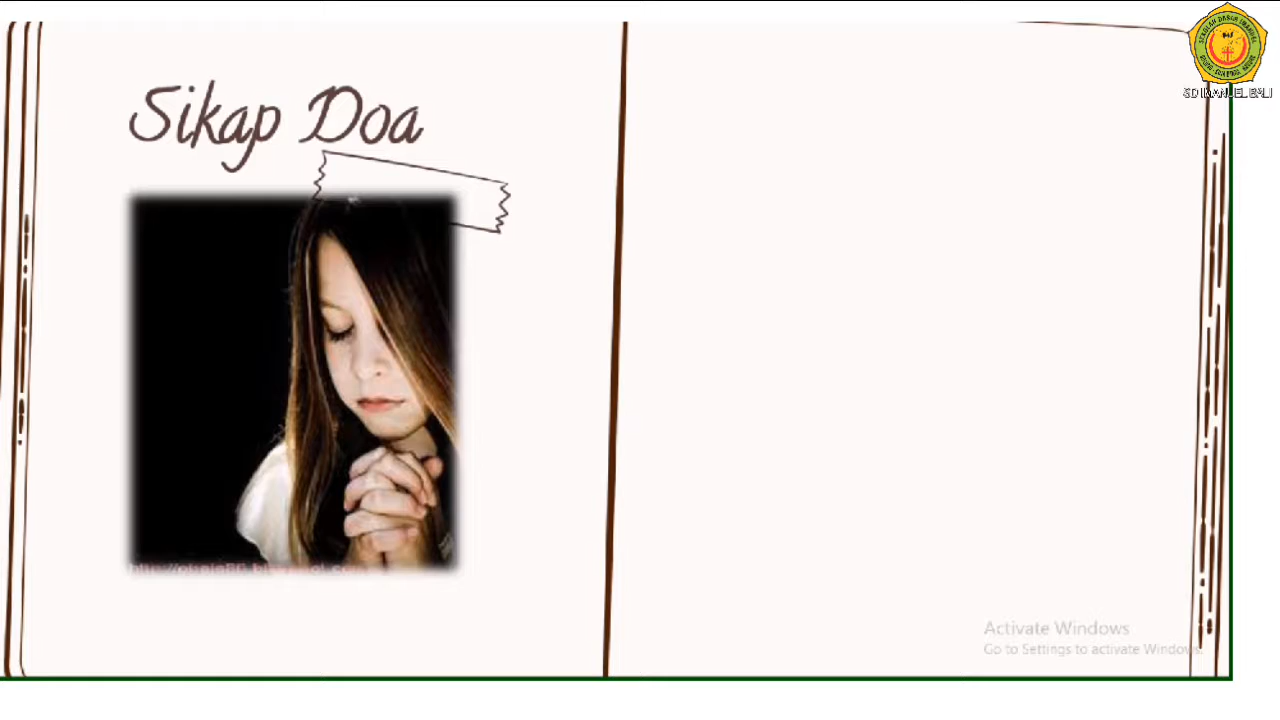 Sikap Doa
SD IMANUEL BALI
Activate Windows
Go to Settings to activate Windows.